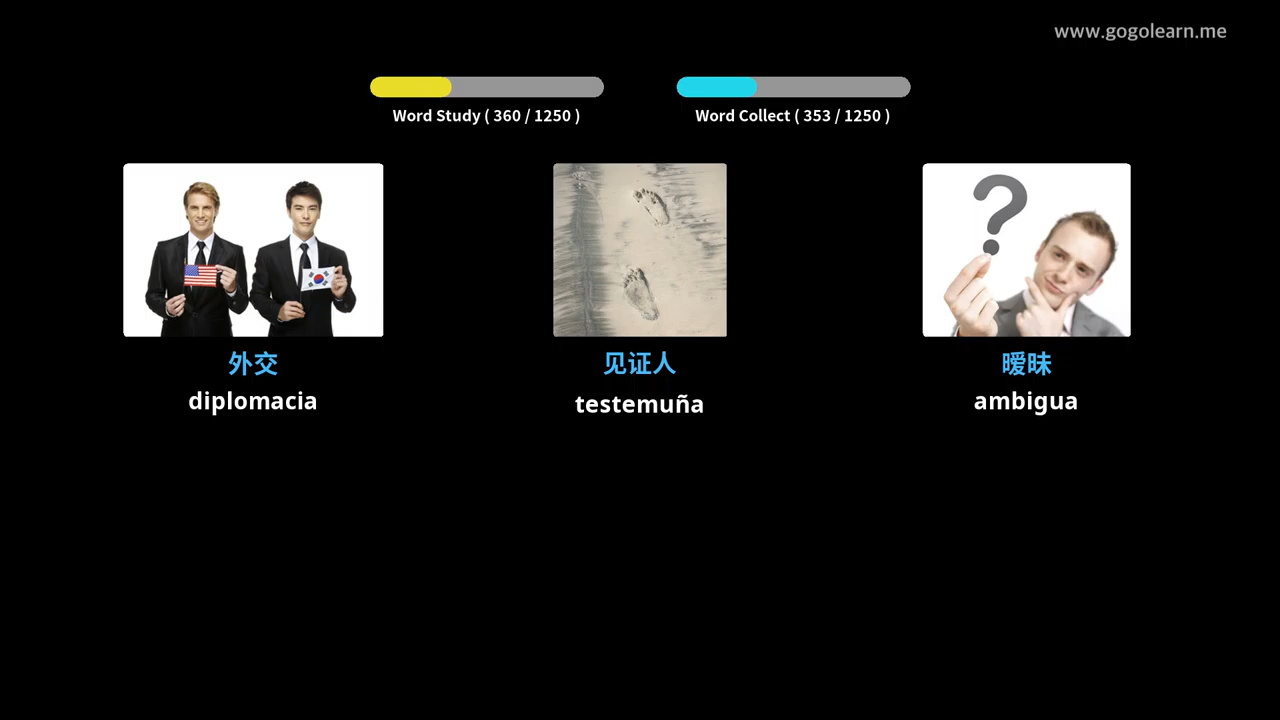 www.gogolearn.me
Word Study ( 360 / 1250 )
Word Collect ( 353 / 1250 )
外交
diplomacia
见证人
testemuña
暧昧
ambigua